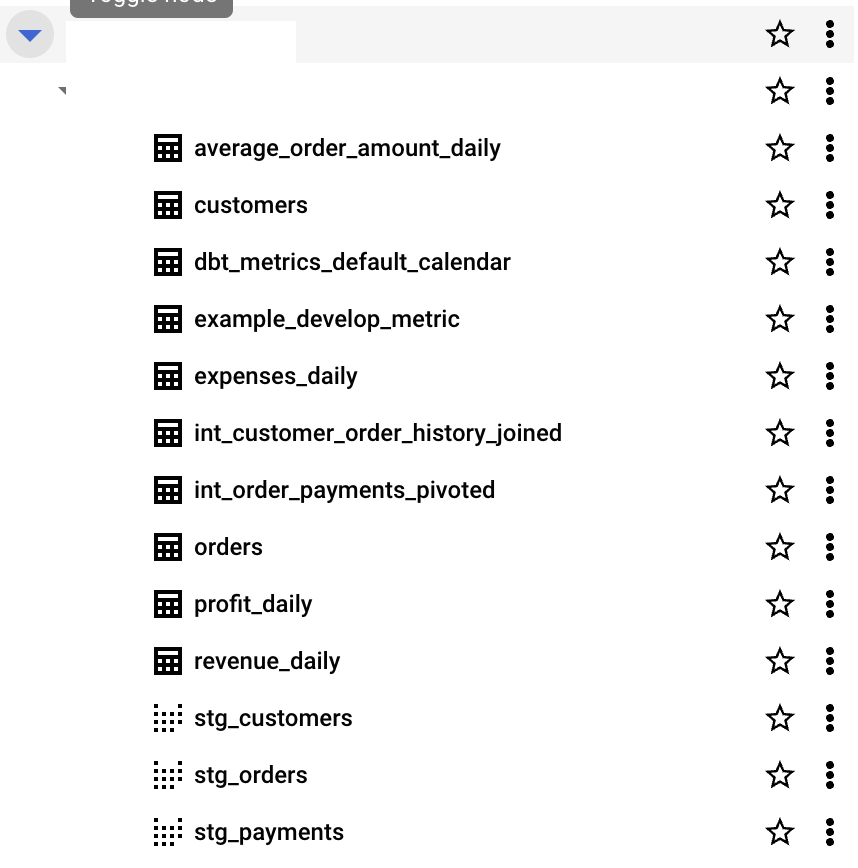 Toggle node
average_order_amount_daily
customers
dbt_metrics_default_calendar
example_develop_metric
expenses_daily
int_customer_order_history_joined
int_order_payments_pivoted
orders
profit_daily
revenue_daily
stg_customers
stg_orders
stg_payments